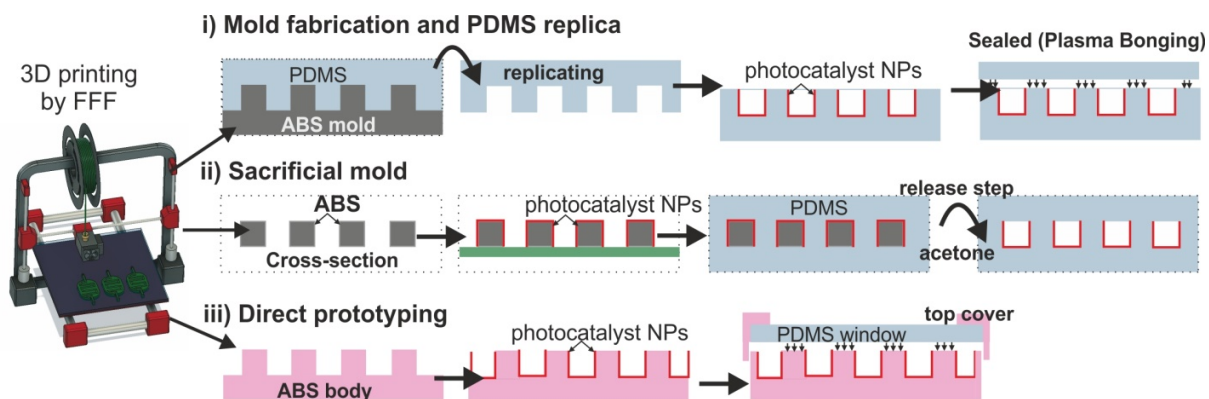 i) Mold fabrication and PDMS replica
3D printing
by FFF
PDMS
ABS mold
replicating
photocatalyst NPs
Sealed (Plasma Bonging)
ii) Sacrificial mold
ABS
Cross-section
photocatalyst NPs
PDMS
release step
acetone
iii) Direct prototyping
ABS body
photocatalyst NPs
top cover
PDMS window